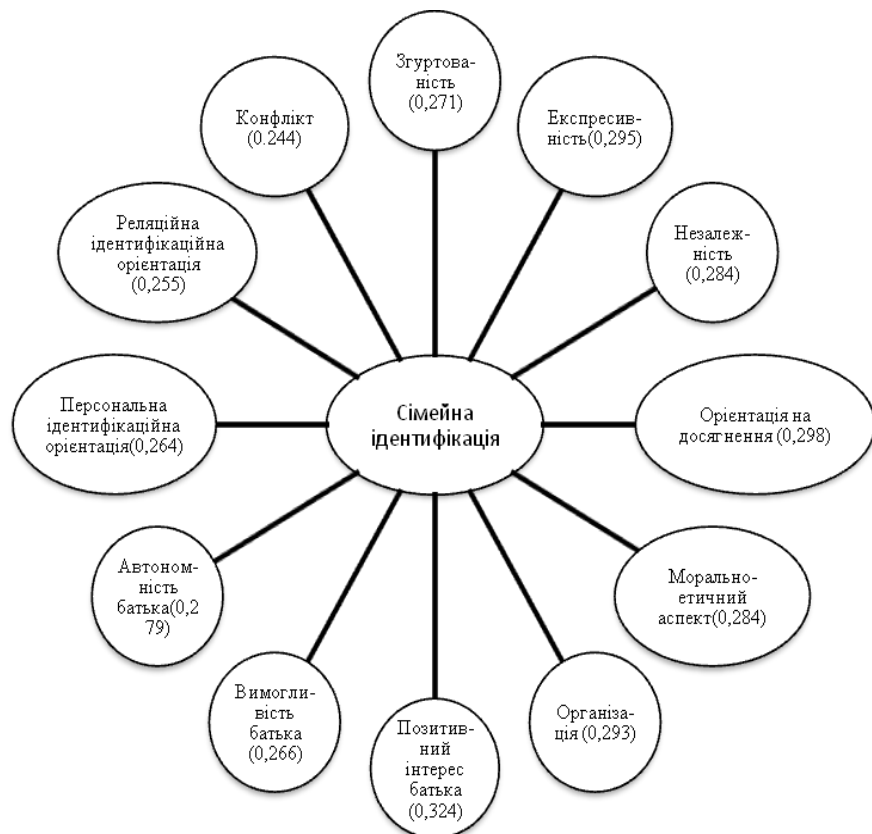 Згуртова-
ність
(0,271)
Експресив-
ність(0,295)
Незалеж-
ність
(0,284)
Орієнтація на
досягнення (0,298)
Морально-
етичний
аспект(0,284)
Організа-
ція (0,293)
Позитив-
ний
інтерес
батька
(0,324)
Вимогли-
вість
батька
(0,266)
Автоном-
ність
батька(0,2
79)
Персональна
ідентифікаційна
орієнтація(0,264)
Реляційна
ідентифікаційна
орієнтація
(0,255)
Конфлікт
(0.244)
Сімейна
ідентифікація